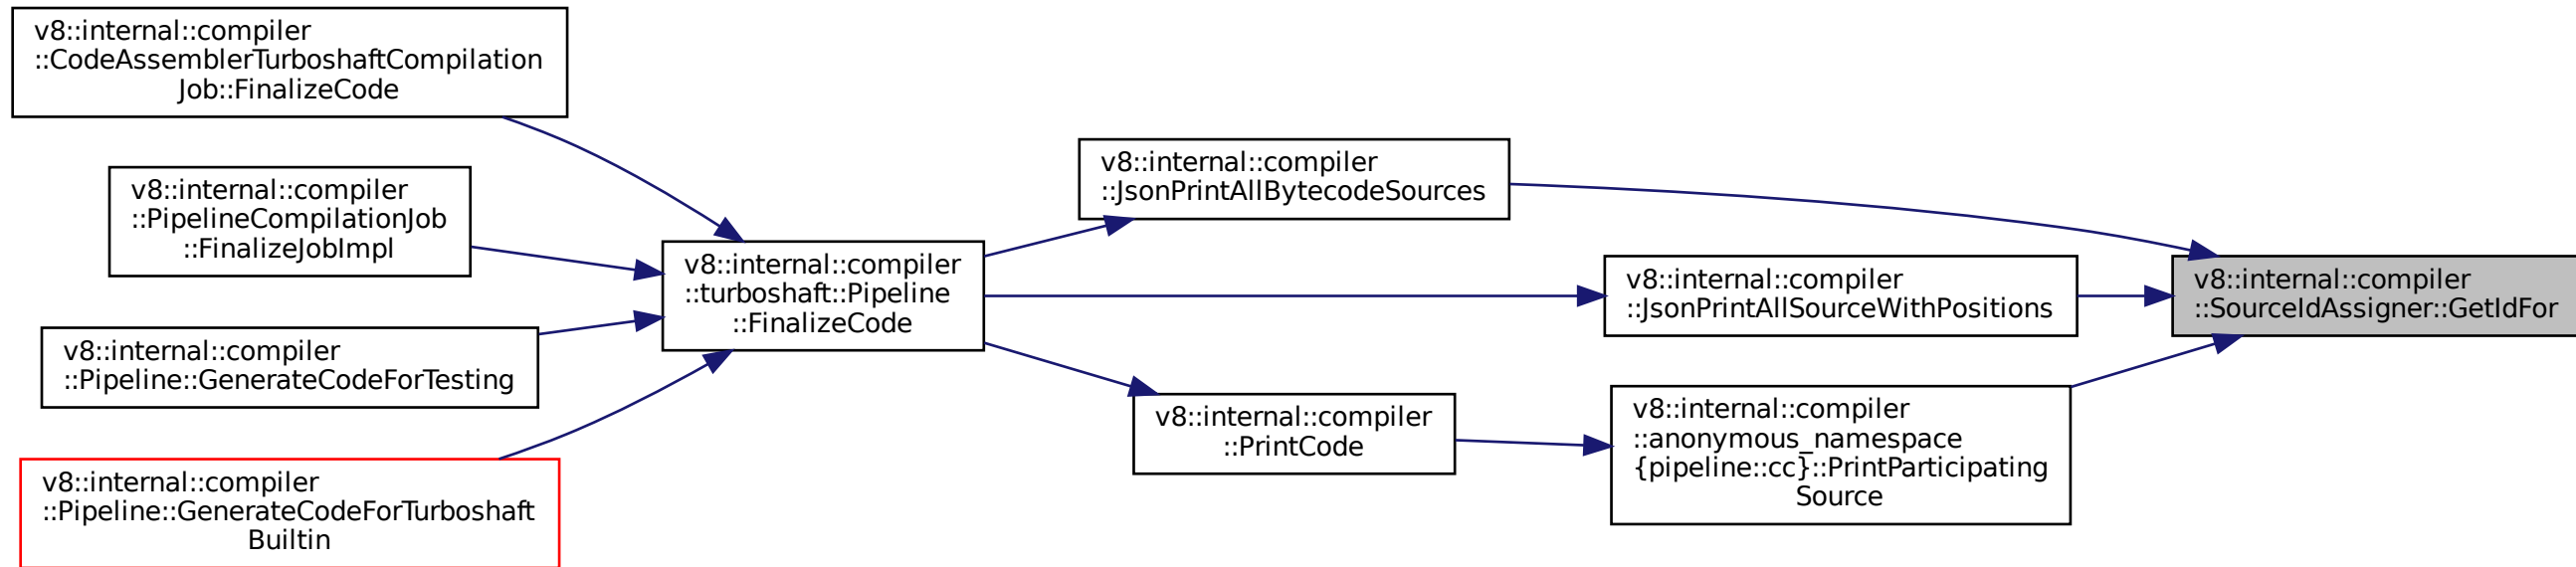 v8::internal::compiler
::CodeAssemblerTurboshaftCompilation
Job::FinalizeCode
v8::internal::compiler
::PipelineCompilationJob
::FinalizeJobImpl
v8::internal::compiler
::Pipeline::GenerateCodeForTesting
v8::internal::compiler
::Pipeline::GenerateCodeForTurboshaft
Builtin
v8::internal::compiler
::turboshaft::Pipeline
::FinalizeCode
v8::internal::compiler
::JsonPrintAllBytecodeSources
v8::internal::compiler
::PrintCode
v8::internal::compiler
::JsonPrintAllSourceWithPositions
v8::internal::compiler
::anonymous_namespace
{pipeline::cc}::PrintParticipating
Source
v8::internal::compiler
::SourceIdAssigner::GetIdFor